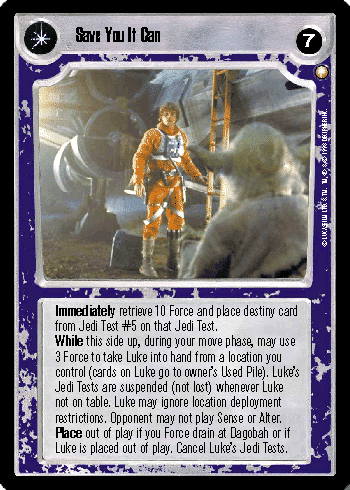 Save You It Can
7
Immediately retrieve 10 Force and place destiny card
from Jedi Test #5 on that Jedi Test.
While this side up, during your move phase, may use
3 Force to take Luke into hand from a location you
control (cards on Luke go to owner's Used Pile). Luke's
Jedi Tests are suspended (not lost) whenever Luke
not on table. Luke may ignore location deployment
restrictions. Opponent may not play Sense or Alter.
Place out of play if you Force drain at Dagobah or if
Luke is placed out of play. Cancel Luke's Jedi Tests.